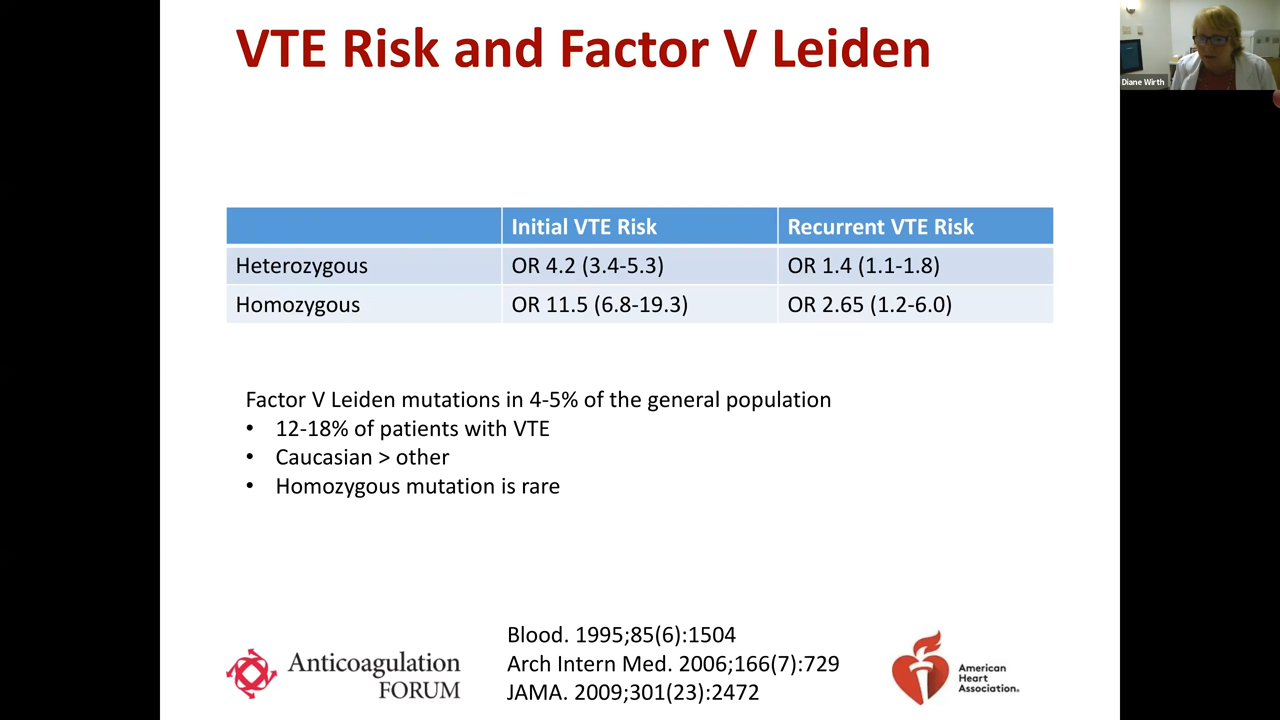 VTE Risk and Factor V Leiden
Diane Wirth
Initial VTE Risk Recurrent VTE Risk
Heterozygous OR 4.2 (3.4-5.3) OR 1.4 (1.1-1.8)
Homozygous OR 11.5 (6.8-19.3) OR 2.65 (1.2-6.0)
Factor V Leiden mutations in 4-5% of the general population
• 12-18% of patients with VTE
• Caucasian > other
• Homozygous mutation is rare
Anticoagulation
FORUM
Blood. 1995;85(6):1504
Arch Intern Med. 2006;166(7):729
JAMA. 2009;301(23):2472
American
Heart
Association®